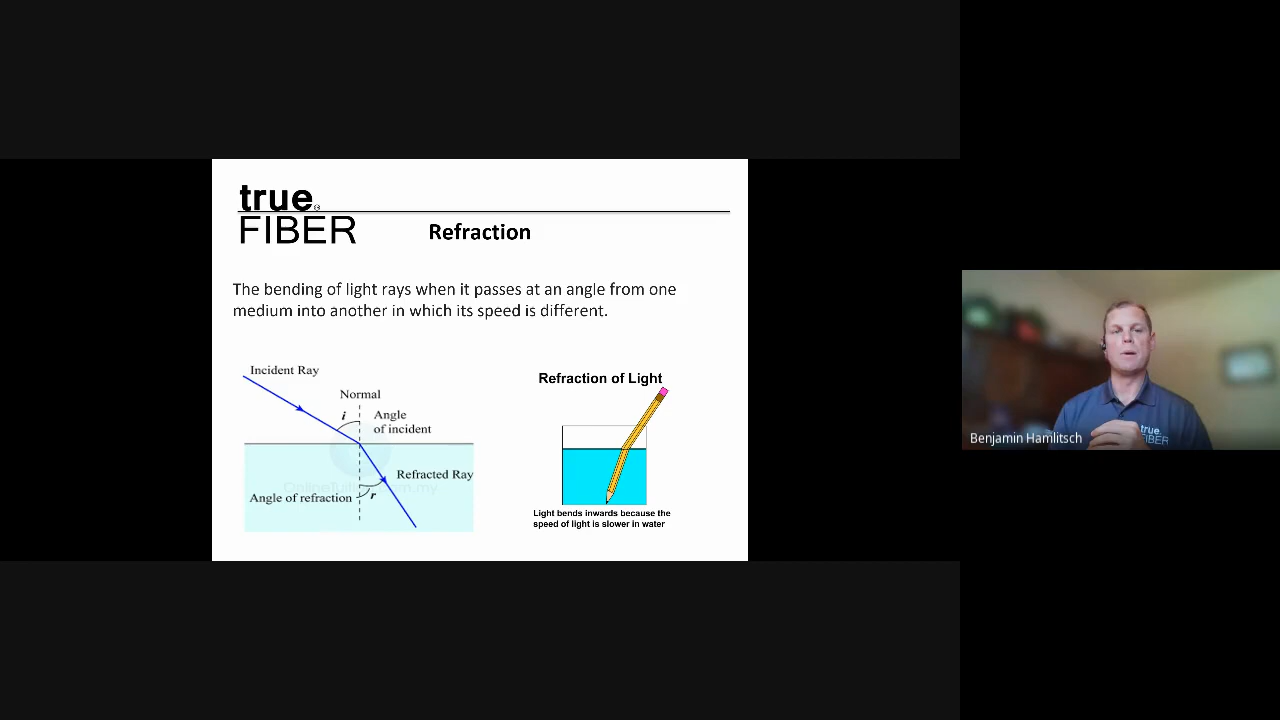 true®
FIBER
Refraction
The bending of light rays when it passes at an angle from one
medium into another in which its speed is different.
Incident Ray
Normal
i
Angle
of incident
Refracted Ray
Angle of refraction
r
Refraction of Light
Light bends inwards because the
speed of light is slower in water
Benjamin Hamlitsch
true.
FIBER